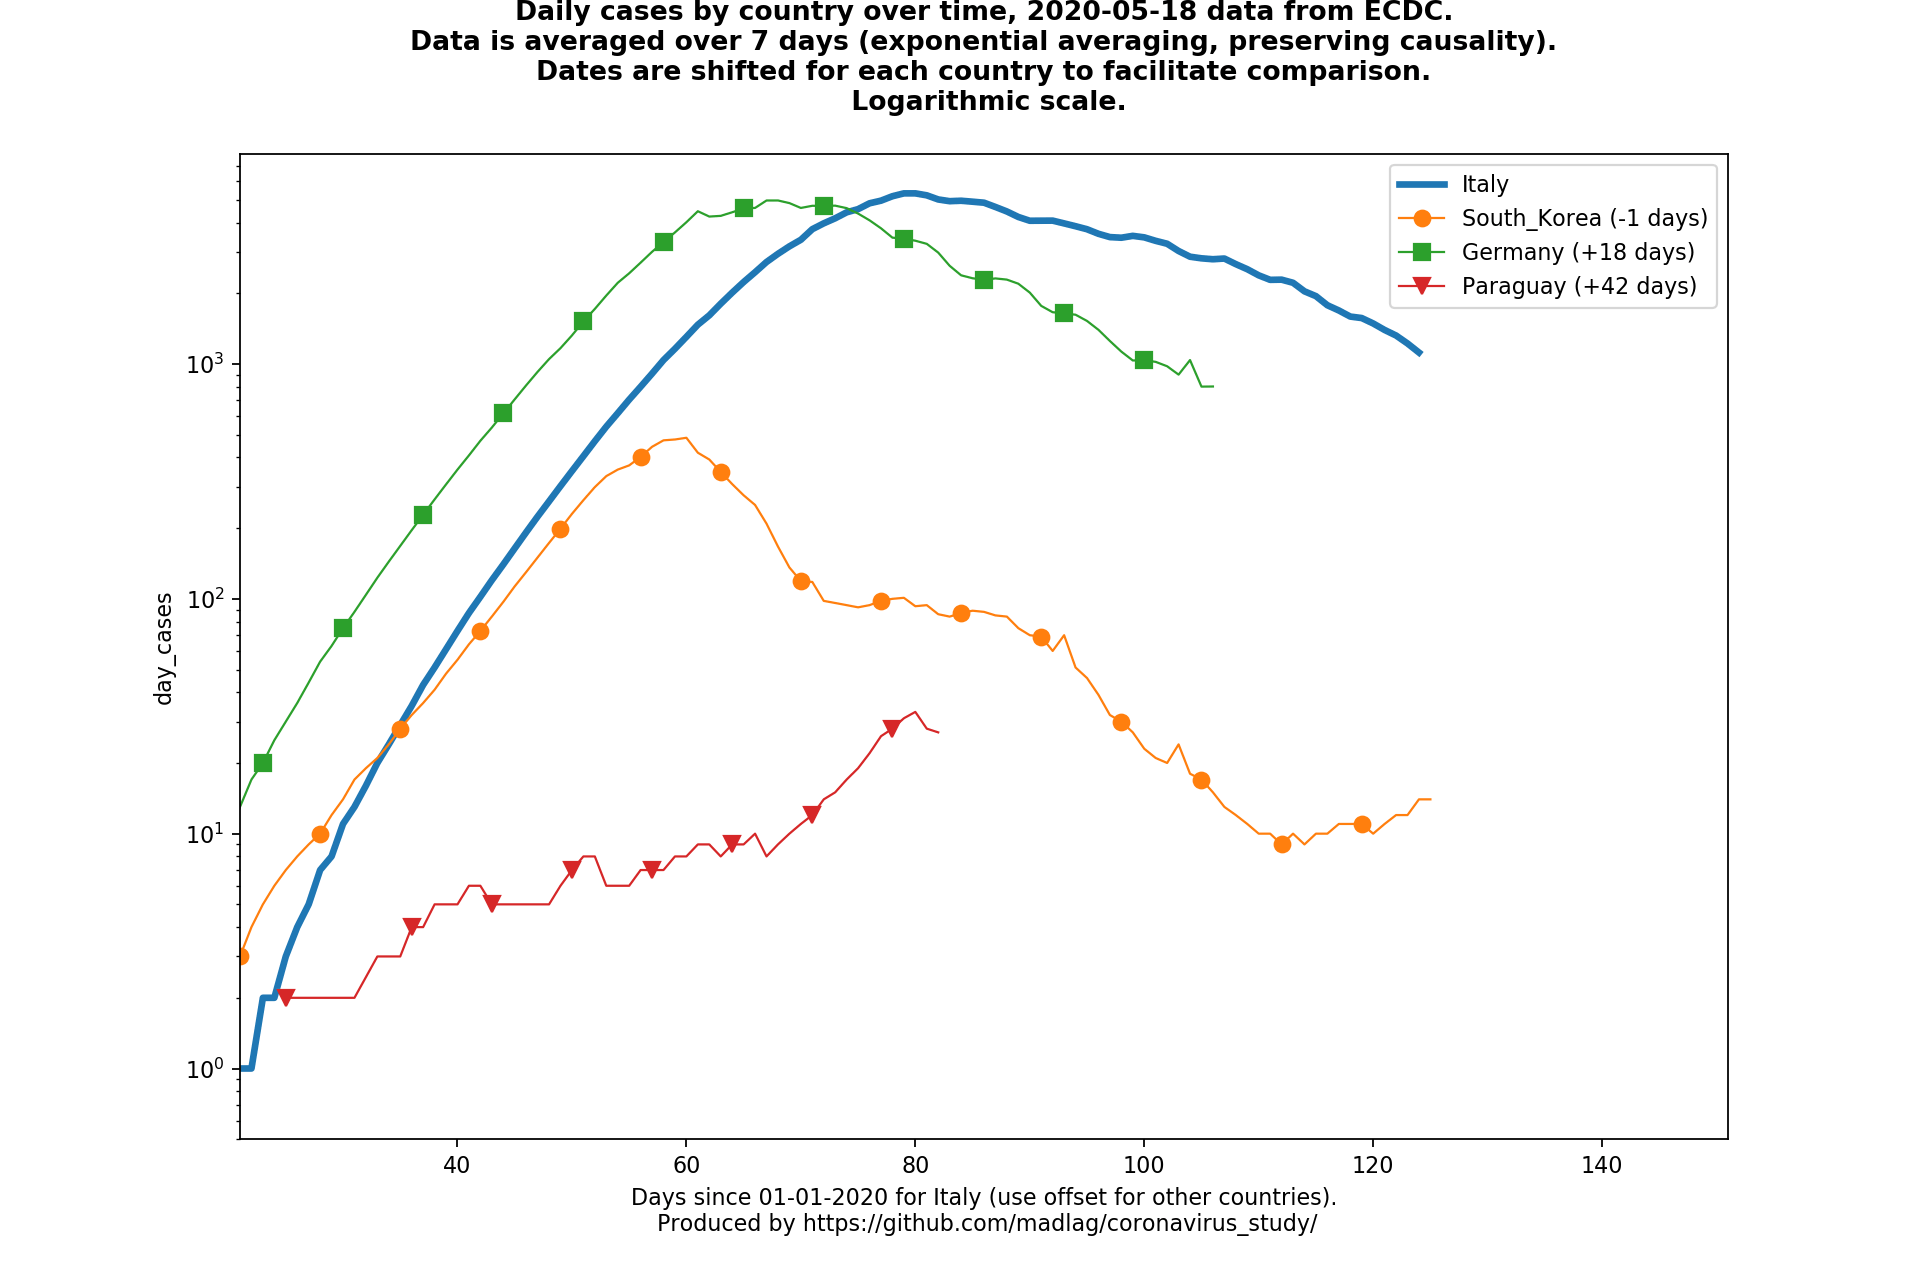 Daily cases by country over time, 2020-05-18 data from ECDC.
Data is averaged over 7 days (exponential averaging, preserving causality).
Dates are shifted for each country to facilitate comparison.
Logarithmic scale.
Italy
South_Korea (-1 days)
Germany (+18 days)
Paraguay (+42 days)
10³
10²
10¹
10⁰
day_cases
40 60 80 100 120 140
Days since 01-01-2020 for Italy (use offset for other countries).
Produced by https://github.com/madlag/coronavirus_study/